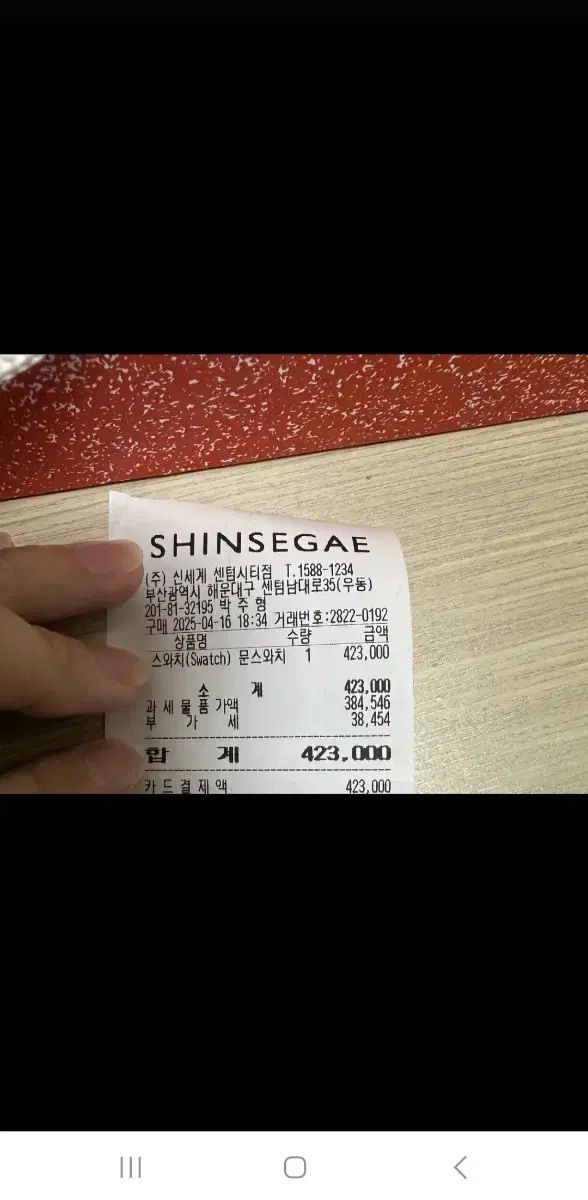 SHINSEGAE
(주) 신세계 센텀시티점 T.1588-1234
부산광역시 해운대구 센텀남대로35(우동)
201-81-32195 박 주 형
구매 2025-04-16 18:34 거래번호:2822-0192
상품명 수량 금액
스와치(Swatch) 문스와치 1 423,000
소 계 423,000
과 세 물 품 가액 384,546
부 가 세 38,454
합 계 423,000
카 드 결 제 액 423,000